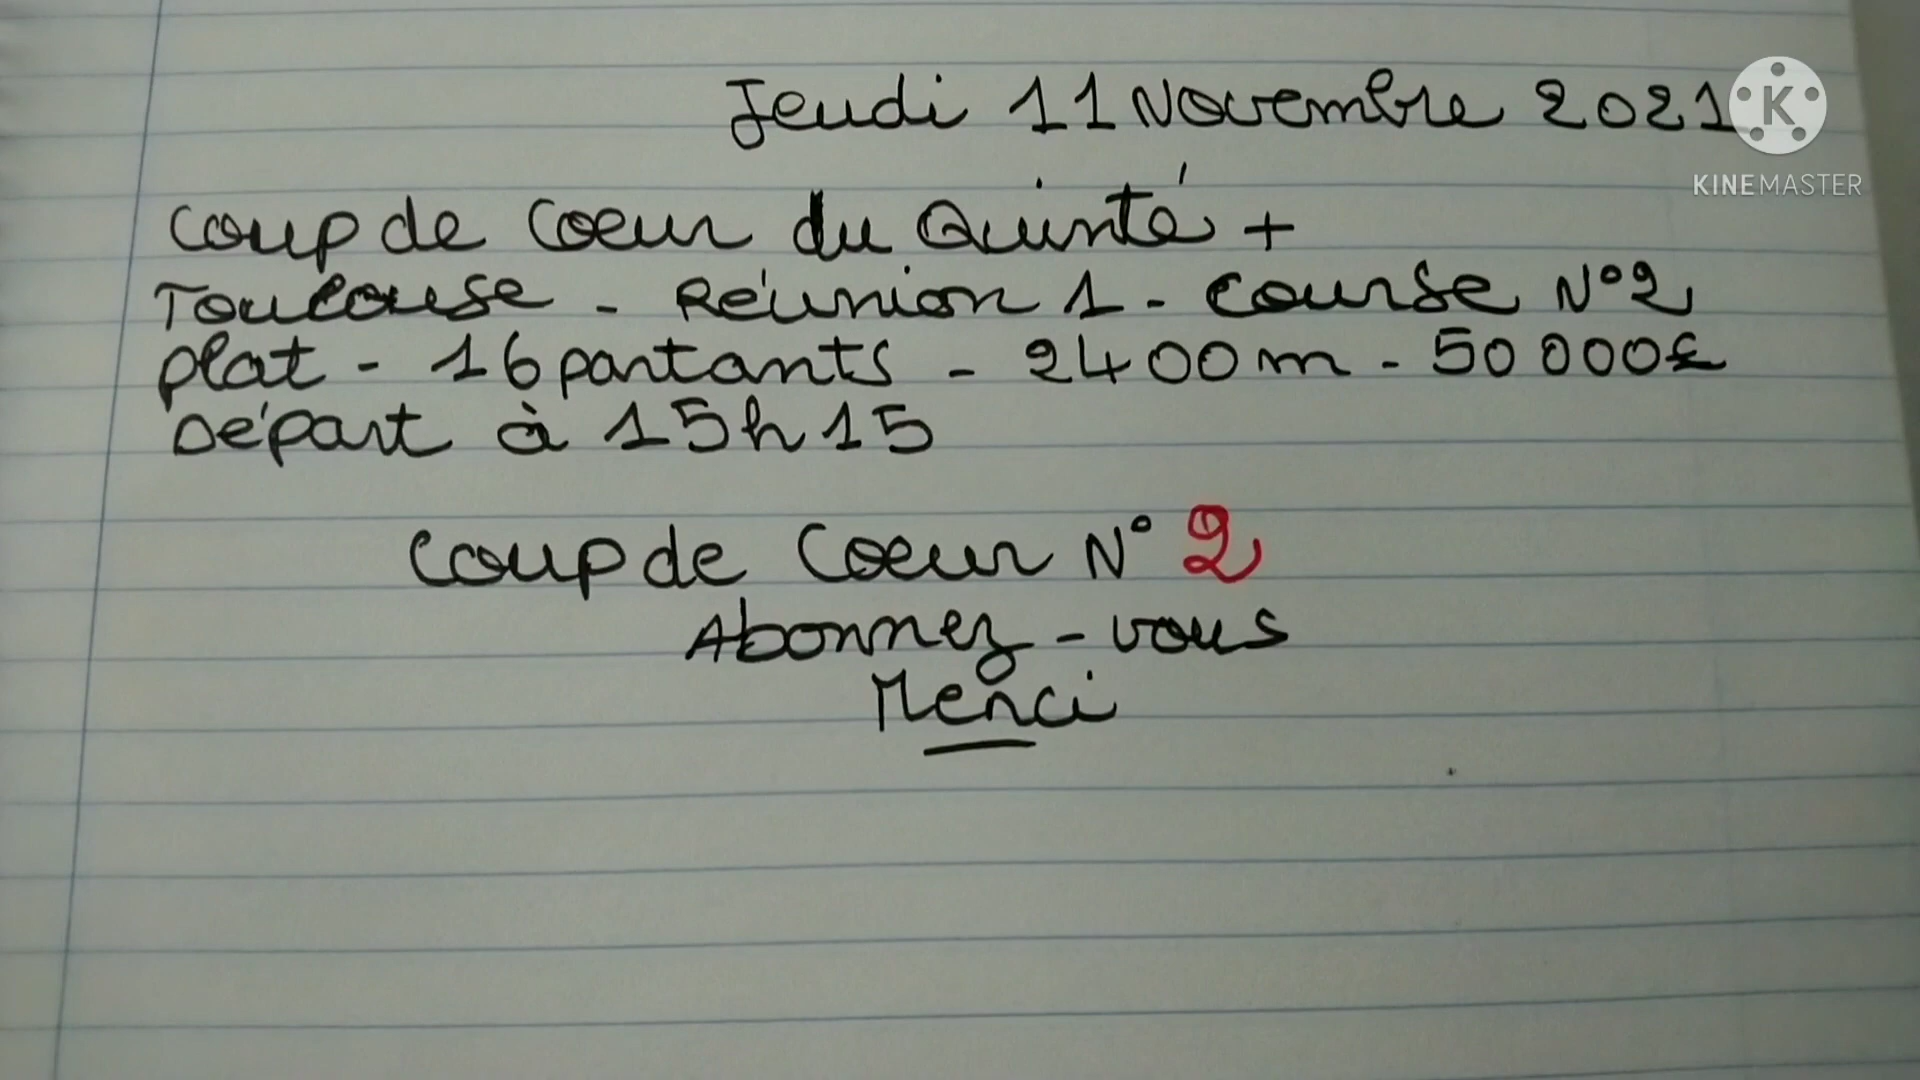 Jeudi 11 Novembre 2021
K
KINEMASTER
Coup de Coeur du Quinté +
Toulouse - Réunion 1 - Course N°2
plat - 16 partants - 2400m - 50 000£
Départ à 15h15
Coup de Coeur N° 2
Abonnez-vous
Merci